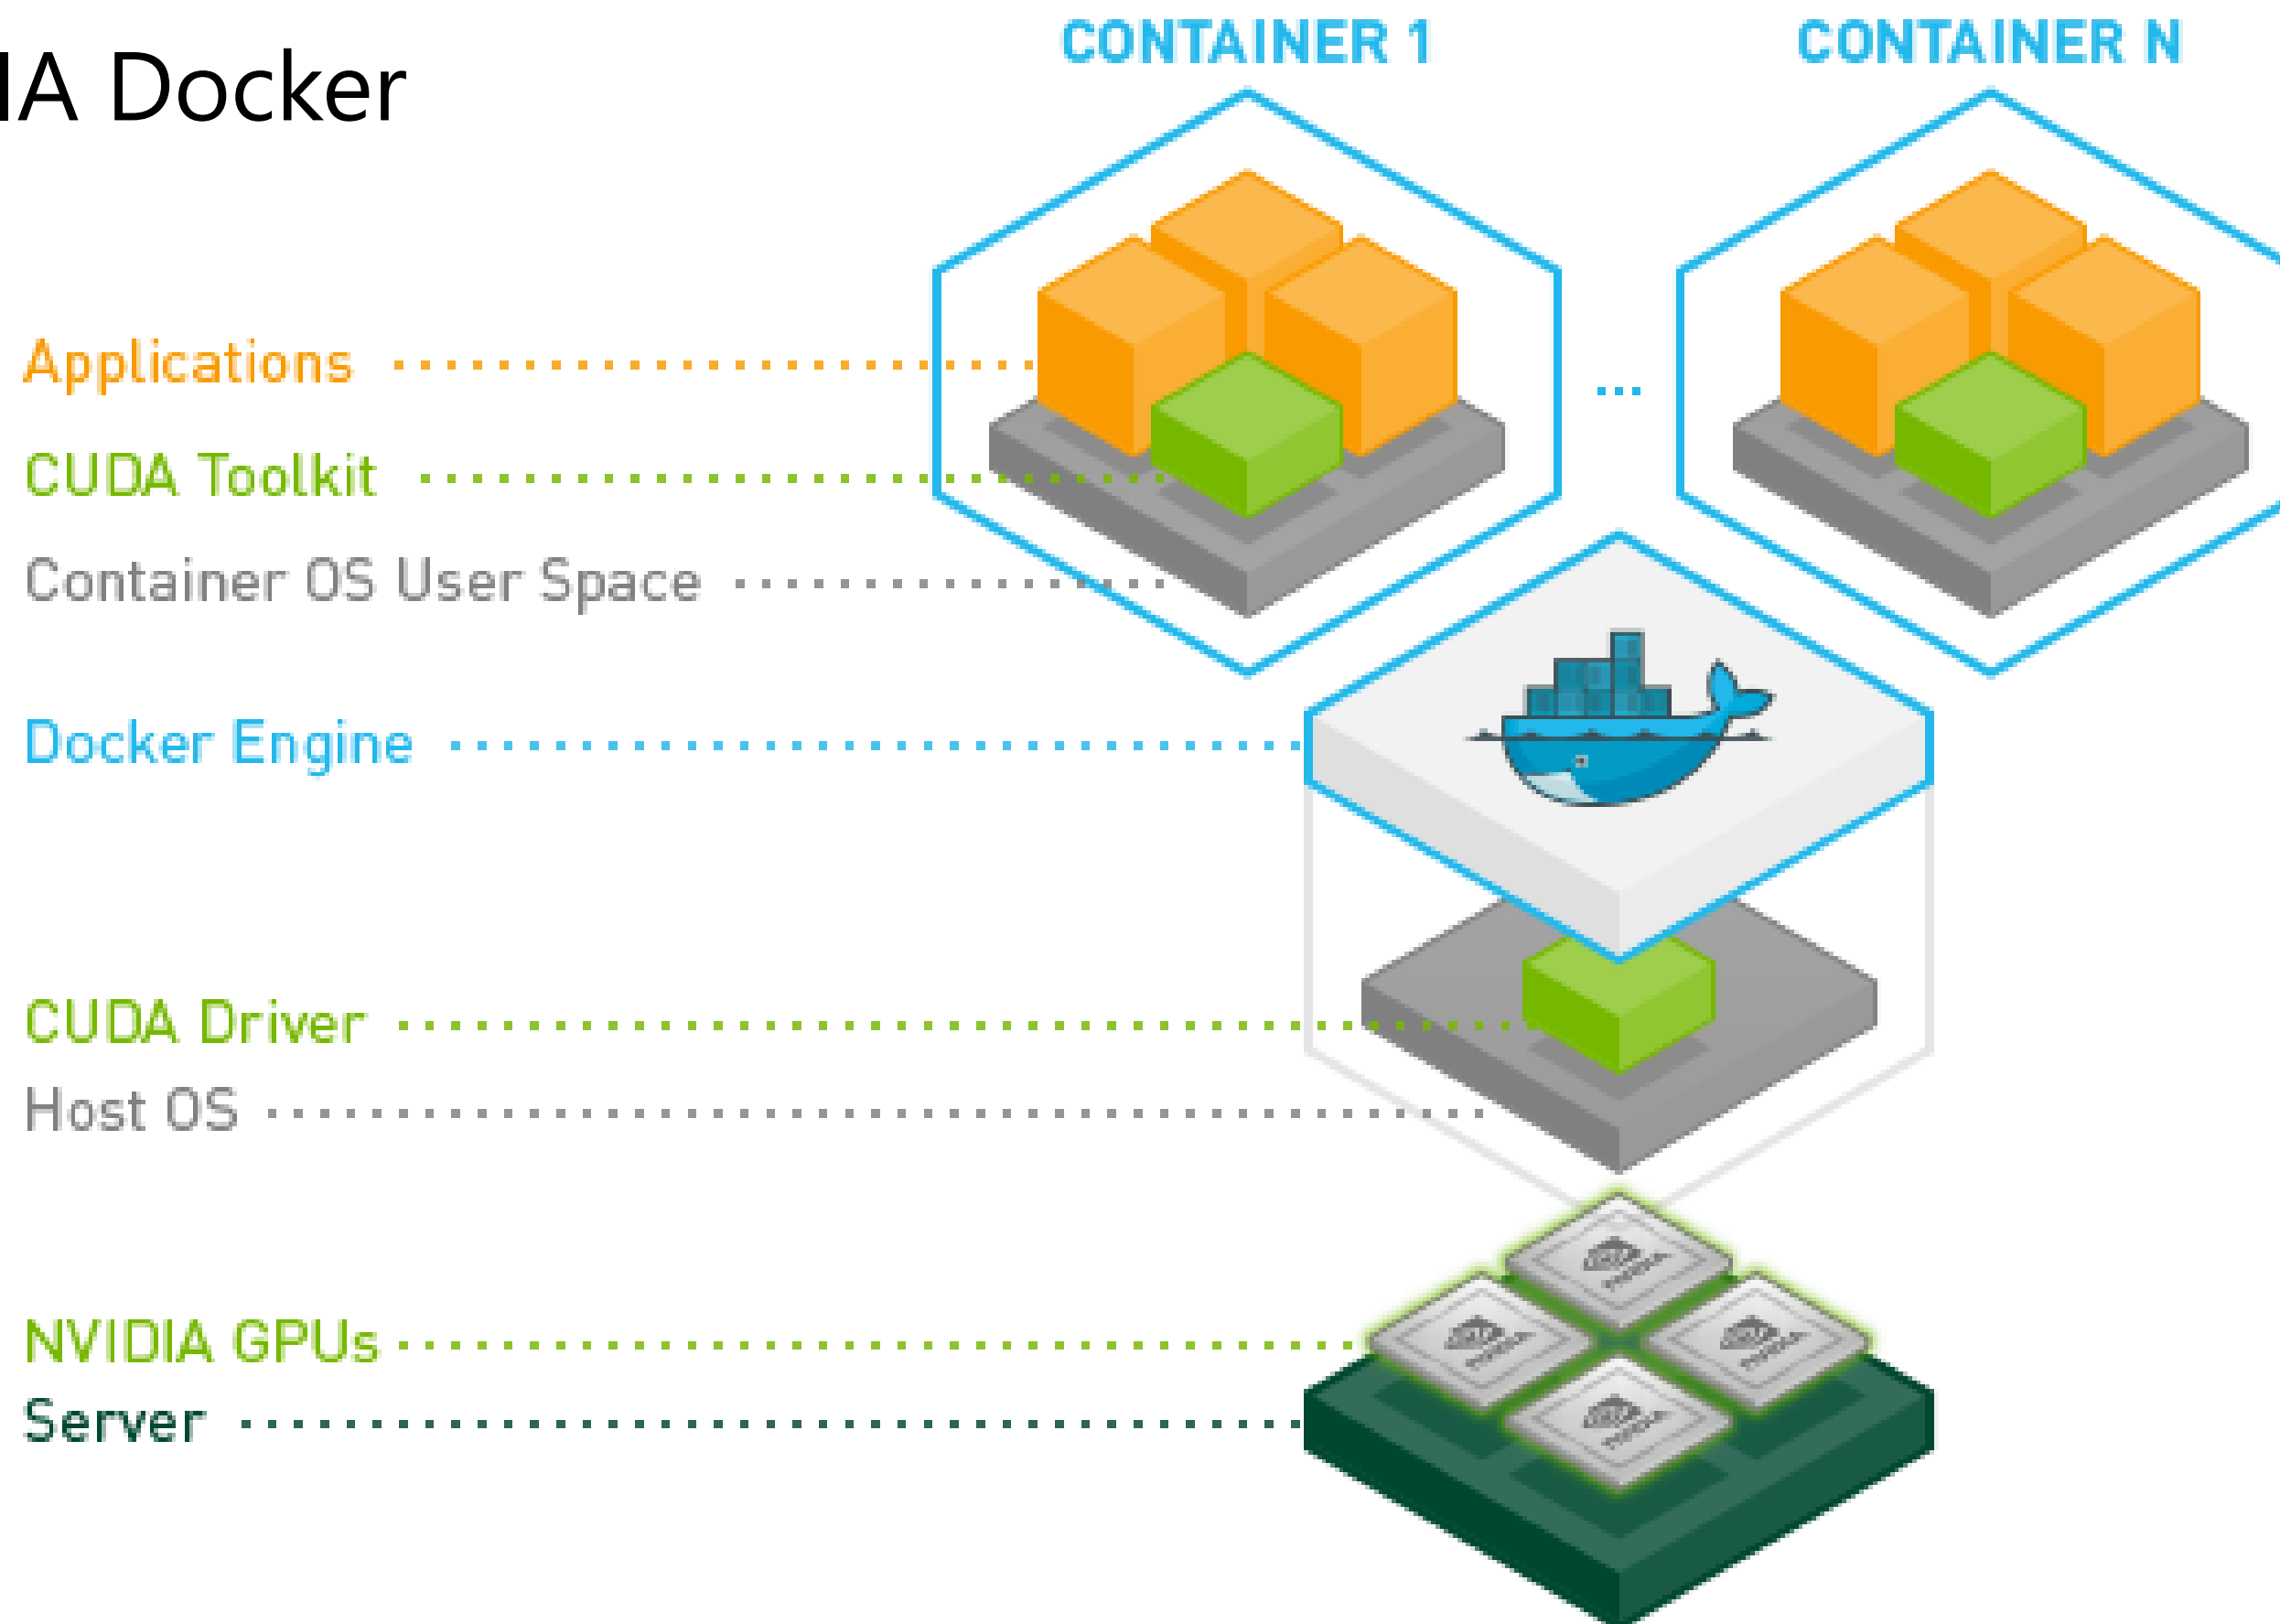 IA Docker
CONTAINER 1
CONTAINER N
Applications
...
CUDA Toolkit
Container OS User Space
Docker Engine
CUDA Driver
Host OS
NVIDIA GPUs
Server